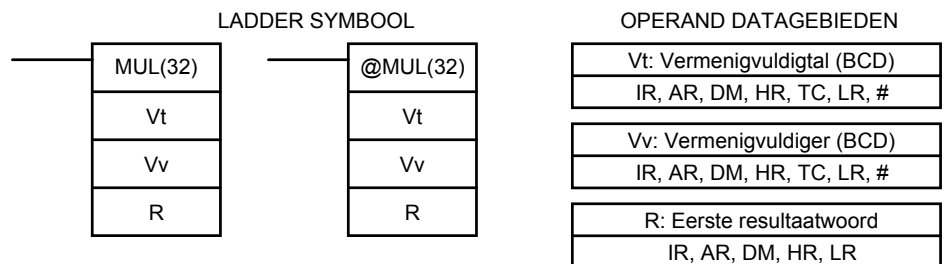 LADDER SYMBOOL
OPERAND DATAGEBIEDEN
MUL(32)
Vt
Vv
R
@MUL(32)
Vt
Vv
R
Vt: Vermenigvuldigtal (BCD)
IR, AR, DM, HR, TC, LR, #
Vv: Vermenigvuldiger (BCD)
IR, AR, DM, HR, TC, LR, #
R: Eerste resultaatwoord
IR, AR, DM, HR, LR